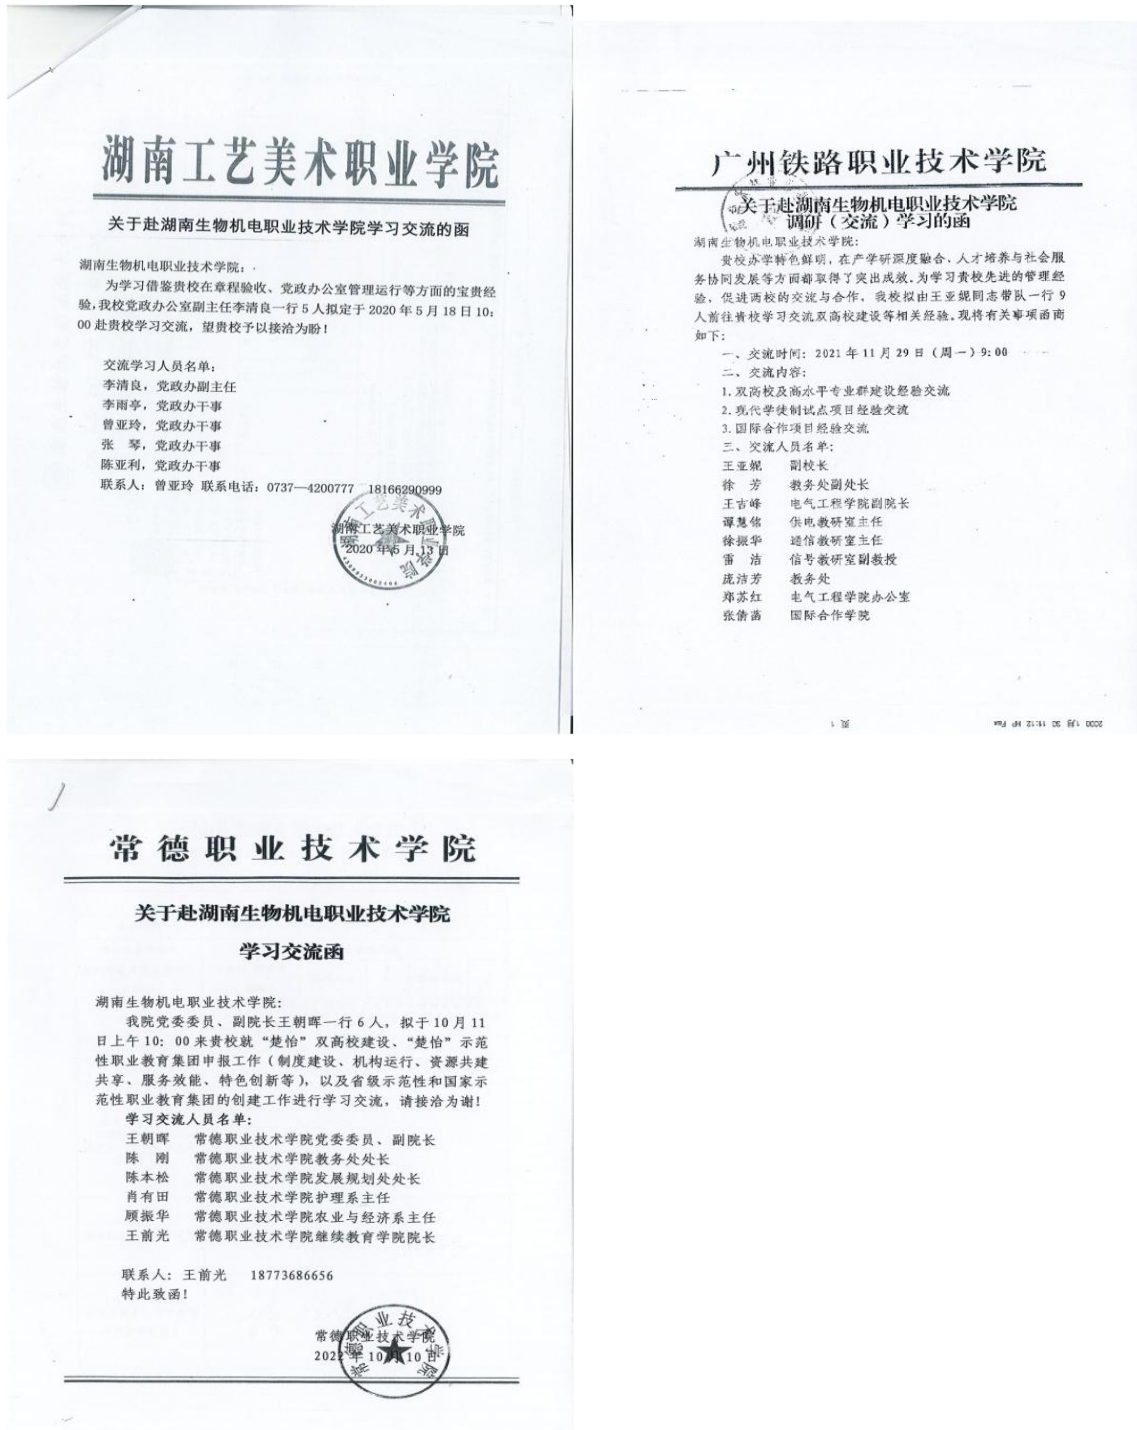 湖南工艺美术职业学院
关于赴湖南生物机电职业技术学院学习交流的函
湖南生物机电职业技术学院：
为学习借鉴贵校在章程验收、党政办公室管理运行等方面的宝贵经
验，我校党政办公室副主任李清良一行5人拟定于2020年5月18日10：
00赴贵校学习交流，望贵校予以接洽为盼！
交流学习人员名单：
李清良，党政办副主任
李雨亭，党政办干事
曾亚玲，党政办干事
张　琴，党政办干事
陈亚利，党政办干事
联系人：曾亚玲 联系电话：0737—4200777　18166290999
湖南工艺美术职业学院
2020年5月13日
广州铁路职业技术学院
关于赴湖南生物机电职业技术学院
调研（交流）学习的函
湖南生物机电职业技术学院：
贵校办学特色鲜明，在产学研深度融合、人才培养与社会服
务协同发展等方面都取得了突出成效。为学习贵校先进的管理经
验，促进两校的交流与合作，我校拟由王亚妮同志带队一行9
人前往贵校学习交流双高校建设等相关经验。现将有关事项函商
如下：
一、交流时间：2021年11月29日（周一）9:00
二、交流内容：
1.双高校及高水平专业群建设经验交流
2.现代学徒制试点项目经验交流
3.国际合作项目经验交流
三、交流人员名单：
王亚妮　副校长
徐　芳　教务处副处长
王吉峰　电气工程学院副院长
谭慧铭　供电教研室主任
徐振华　通信教研室主任
雷　洁　信号教研室副教授
庞洁芳　教务处
郑苏红　电气工程学院办公室
张倩菡　国际合作学院
页 1
2000 1月 30 11:12 HP Fax
常德职业技术学院
关于赴湖南生物机电职业技术学院
学习交流函
湖南生物机电职业技术学院：
我院党委委员、副院长王朝晖一行6人，拟于10月11
日上午10：00来贵校就“楚怡”双高校建设、“楚怡”示范
性职业教育集团申报工作（制度建设、机构运行、资源共建
共享、服务效能、特色创新等），以及省级示范性和国家示
范性职业教育集团的创建工作进行学习交流，请接洽为谢！
学习交流人员名单：
王朝晖　常德职业技术学院党委委员、副院长
陈　刚　常德职业技术学院教务处处长
陈本松　常德职业技术学院发展规划处处长
肖有田　常德职业技术学院护理系主任
顾振华　常德职业技术学院农业与经济系主任
王前光　常德职业技术学院继续教育学院院长
联系人：王前光　18773686656
特此致函！
常德职业技术学院
2022年10月10日